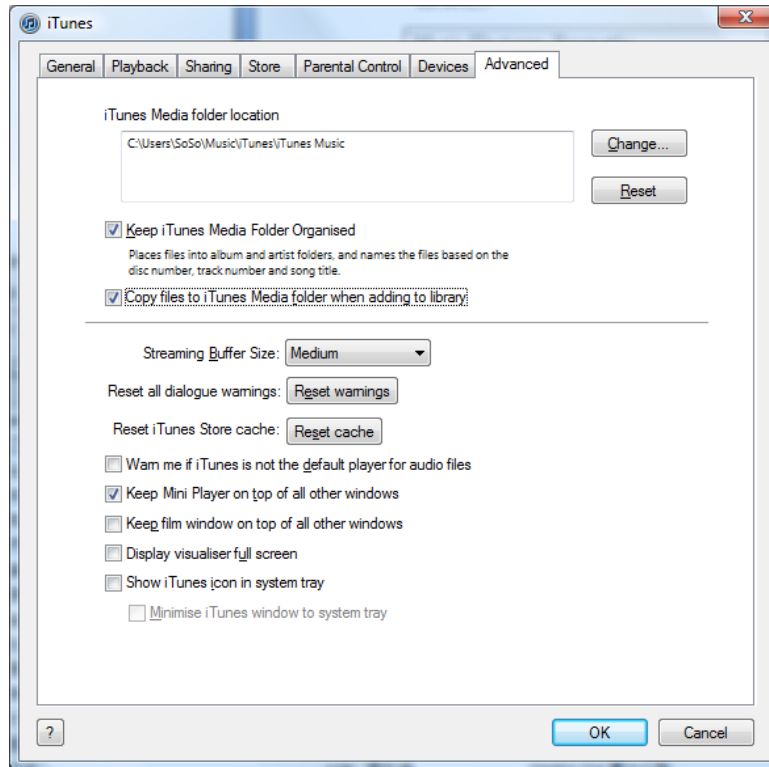 iTunes
General Playback Sharing Store Parental Control Devices Advanced
iTunes Media folder location
C:\Users\SoSo\Music\iTunes\iTunes Music
Change...
Reset
Keep iTunes Media Folder Organised
Places files into album and artist folders, and names the files based on the
disc number, track number and song title.
Copy files to iTunes Media folder when adding to library
Streaming Buffer Size: Medium
Reset all dialogue warnings: Reset warnings
Reset iTunes Store cache: Reset cache
Warn me if iTunes is not the default player for audio files
Keep Mini Player on top of all other windows
Keep film window on top of all other windows
Display visualiser full screen
Show iTunes icon in system tray
Minimise iTunes window to system tray
? OK Cancel